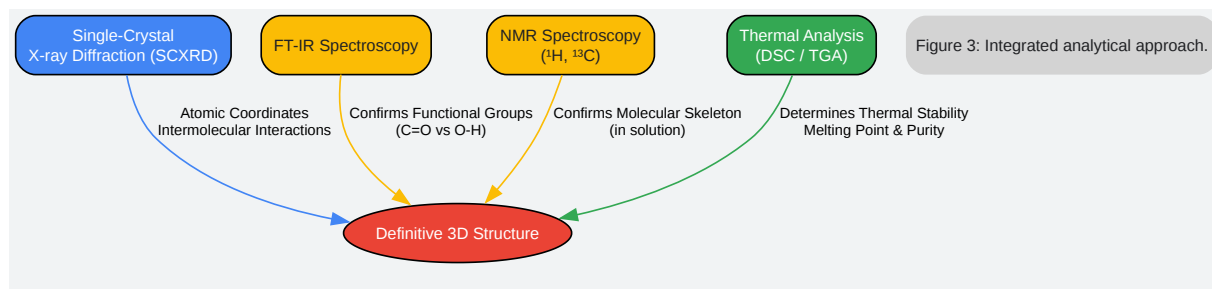 Single-Crystal
X-ray Diffraction (SCXRD)
FT-IR Spectroscopy
NMR Spectroscopy
(¹H, ¹³C)
Thermal Analysis
(DSC / TGA)
Figure 3: Integrated analytical approach.
Atomic Coordinates
Intermolecular Interactions
Confirms Functional Groups
(C=O vs O-H)
Confirms Molecular Skeleton
(in solution)
Determines Thermal Stability
Melting Point & Purity
Definitive 3D Structure